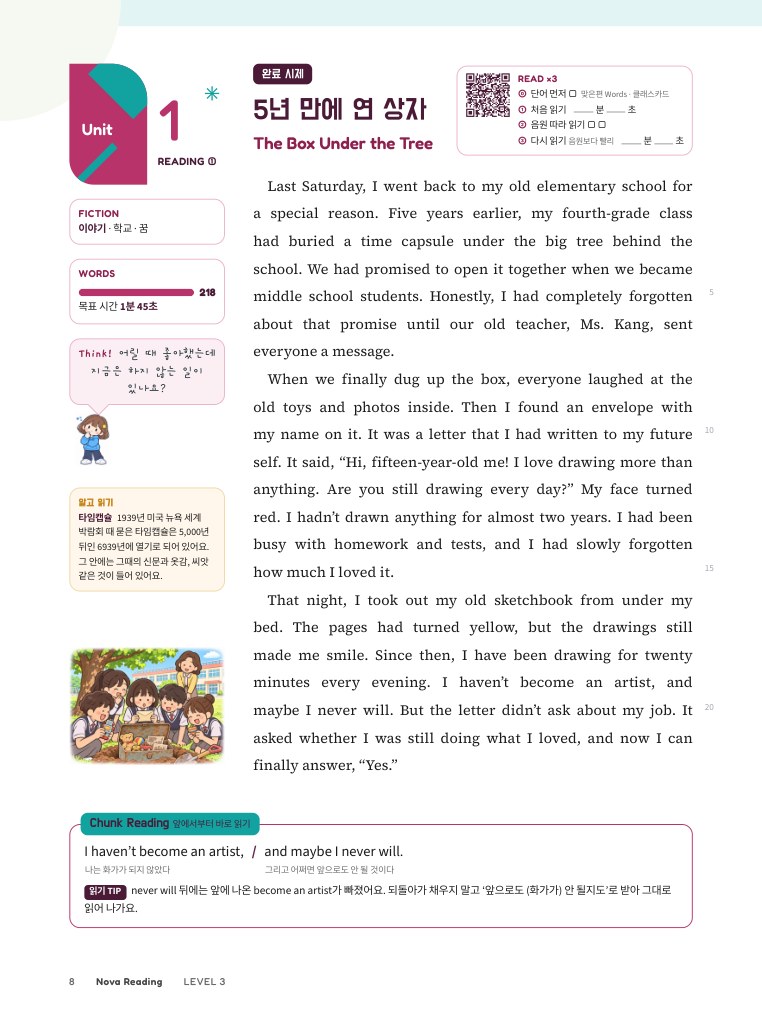 Unit
1
READING ①
완료 시제
5년 만에 연 상자
The Box Under the Tree
READ ×3
⓪ 단어 먼저 맞은편 Words · 클래스카드
① 처음 읽기 ___ 분 ___ 초
② 음원 따라 읽기
③ 다시 읽기 음원보다 빨리 ___ 분 ___ 초
FICTION
이야기 · 학교 · 꿈
WORDS
218
목표 시간 1분 45초
Think! 어릴 때 좋아했는데
지금은 하지 않는 일이
있나요?
알고 읽기
타임캡슐 1939년 미국 뉴욕 세계
박람회 때 묻은 타임캡슐은 5,000년
뒤인 6939년에 열기로 되어 있어요.
그 안에는 그때의 신문과 옷감, 씨앗
같은 것이 들어 있어요.
Last Saturday, I went back to my old elementary school for
a special reason. Five years earlier, my fourth-grade class
had buried a time capsule under the big tree behind the
school. We had promised to open it together when we became
middle school students. Honestly, I had completely forgotten 5
about that promise until our old teacher, Ms. Kang, sent
everyone a message.
When we finally dug up the box, everyone laughed at the
old toys and photos inside. Then I found an envelope with
my name on it. It was a letter that I had written to my future 10
self. It said, “Hi, fifteen-year-old me! I love drawing more than
anything. Are you still drawing every day?” My face turned
red. I hadn’t drawn anything for almost two years. I had been
busy with homework and tests, and I had slowly forgotten
how much I loved it. 15
That night, I took out my old sketchbook from under my
bed. The pages had turned yellow, but the drawings still
made me smile. Since then, I have been drawing for twenty
minutes every evening. I haven’t become an artist, and
maybe I never will. But the letter didn’t ask about my job. It 20
asked whether I was still doing what I loved, and now I can
finally answer, “Yes.”
Chunk Reading 앞에서부터 바로 읽기
I haven’t become an artist, / and maybe I never will.
나는 화가가 되지 않았다 그리고 어쩌면 앞으로도 안 될 것이다
읽기 TIP never will 뒤에는 앞에 나온 become an artist가 빠졌어요. 되돌아가 채우지 말고 ‘앞으로도 (화가가) 안 될지도’로 받아 그대로
읽어 나가요.
8 Nova Reading LEVEL 3